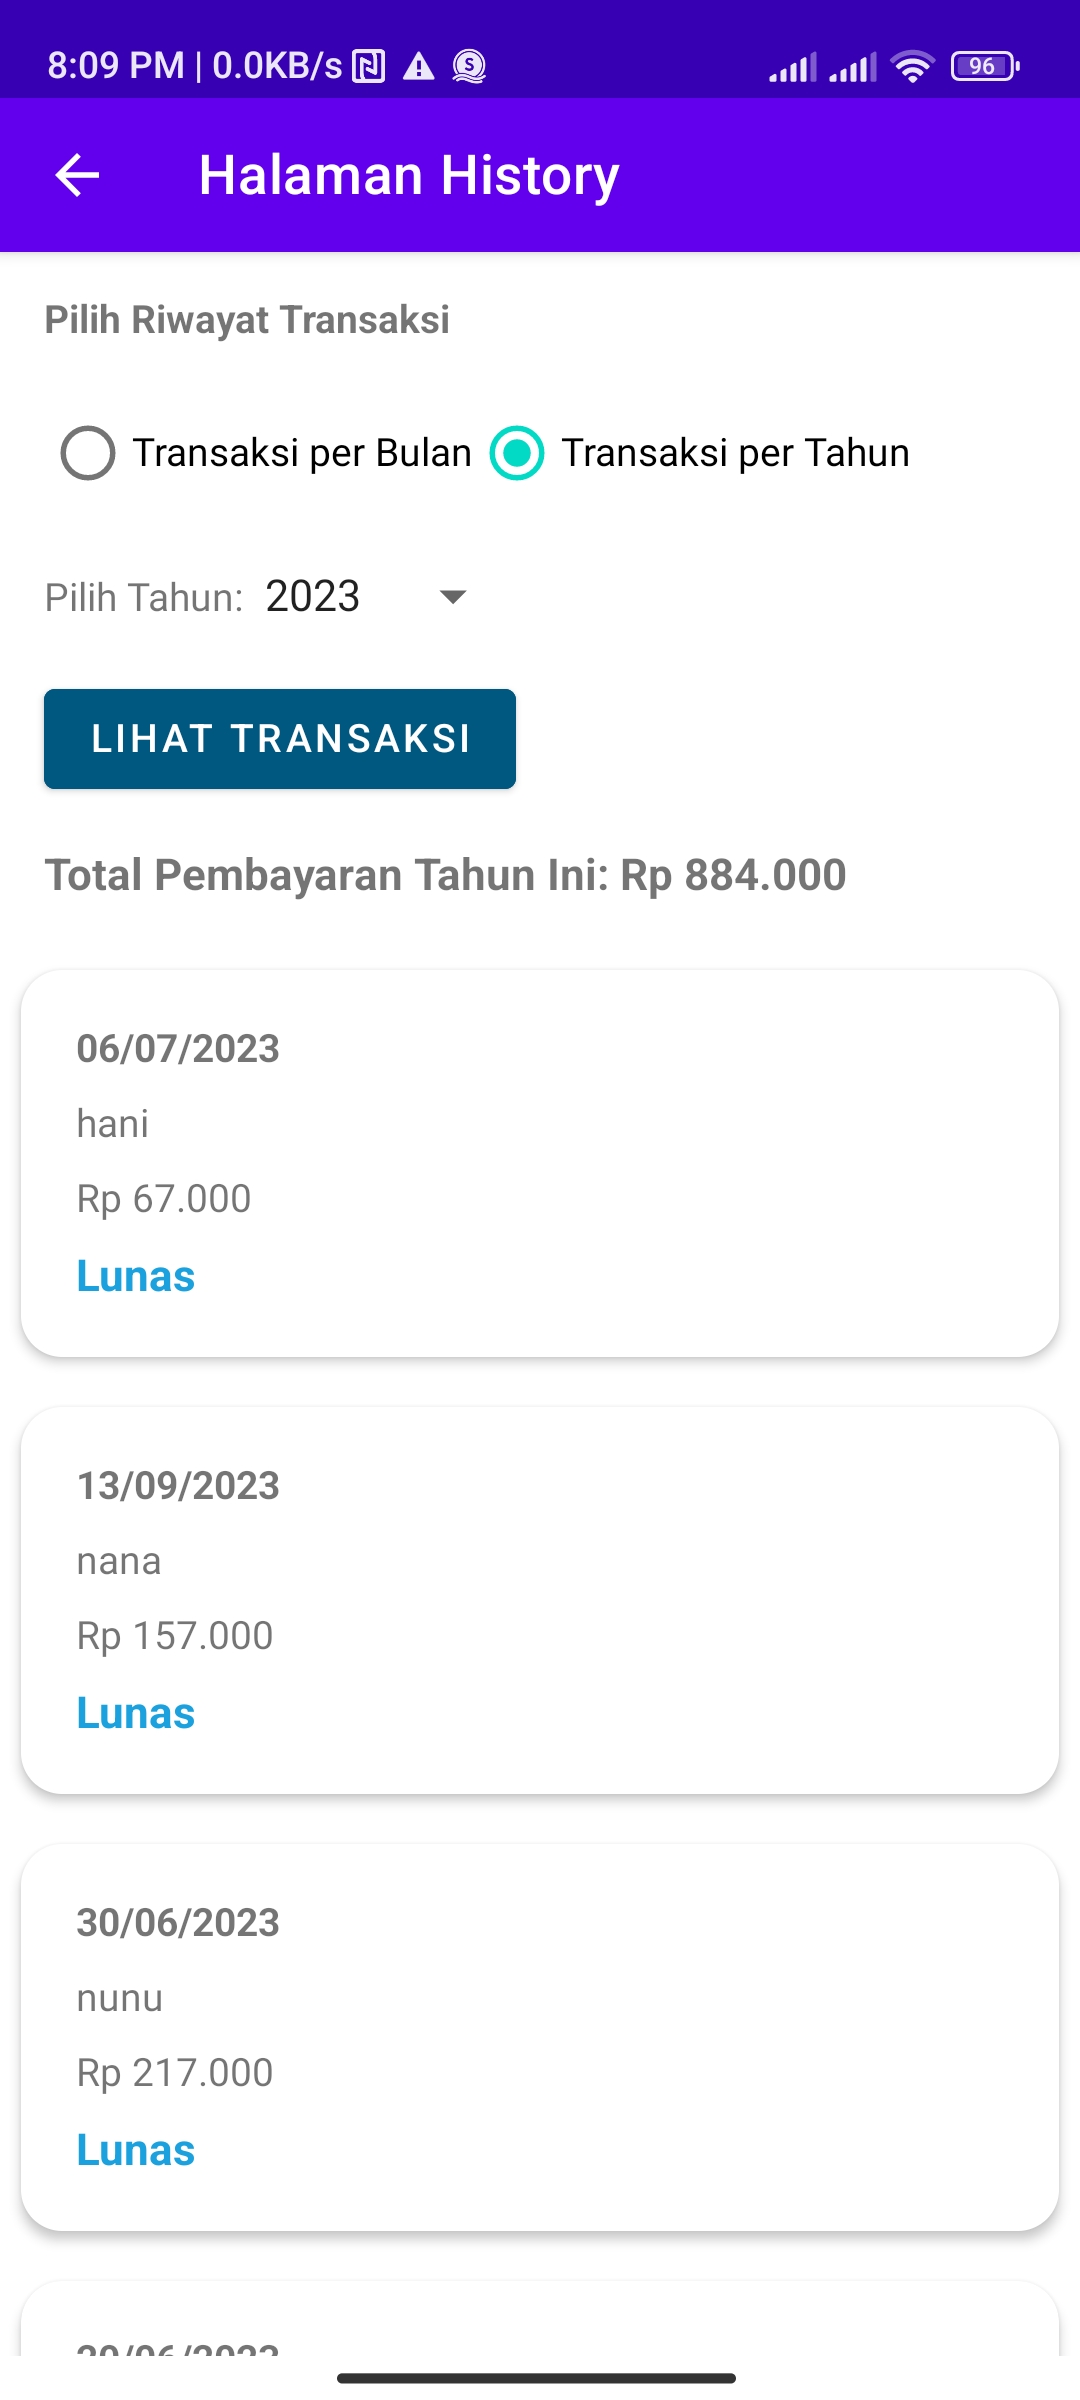 8:09 PM | 0.0KB/s
96
Halaman History
Pilih Riwayat Transaksi
Transaksi per Bulan
Transaksi per Tahun
Pilih Tahun: 2023
LIHAT TRANSAKSI
Total Pembayaran Tahun Ini: Rp 884.000
06/07/2023
hani
Rp 67.000
Lunas
13/09/2023
nana
Rp 157.000
Lunas
30/06/2023
nunu
Rp 217.000
Lunas